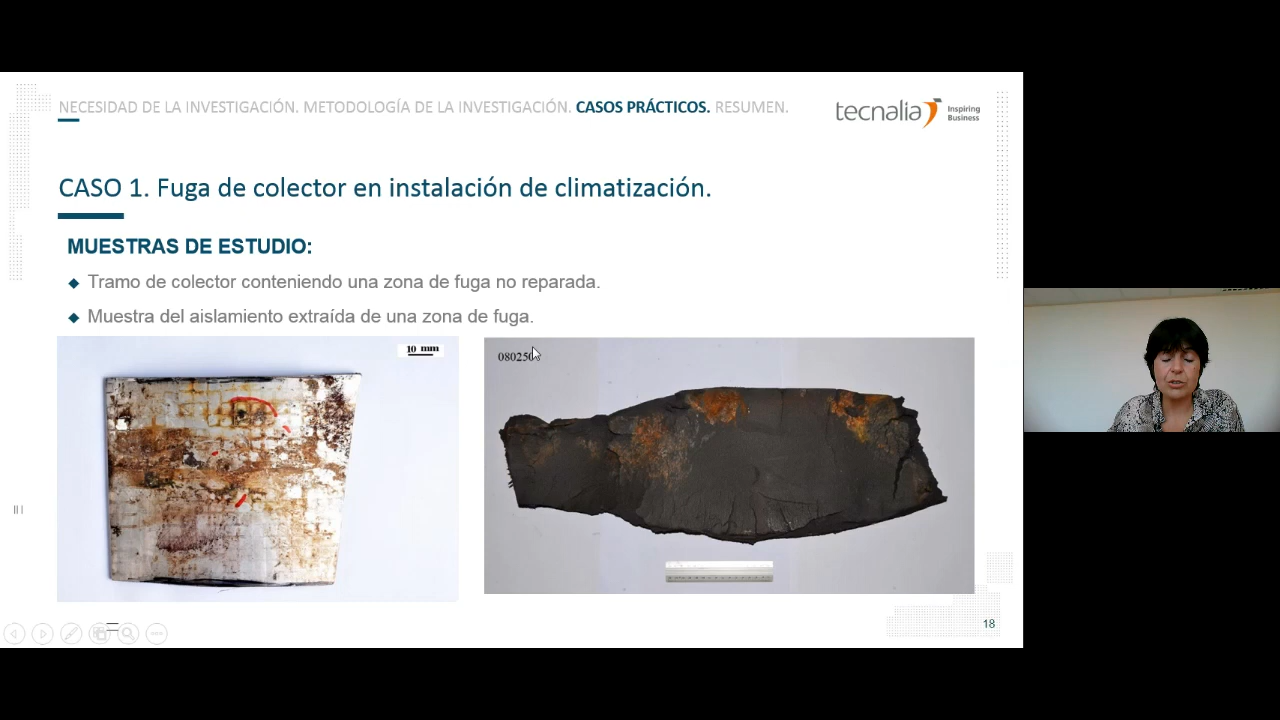 NECESIDAD DE LA INVESTIGACIÓN. METODOLOGÍA DE LA INVESTIGACIÓN. CASOS PRÁCTICOS. RESUMEN.
tecnalia Inspiring
Business
CASO 1. Fuga de colector en instalación de climatización.
MUESTRAS DE ESTUDIO:
Tramo de colector conteniendo una zona de fuga no reparada.
Muestra del aislamiento extraída de una zona de fuga.
10 mm
080250
18